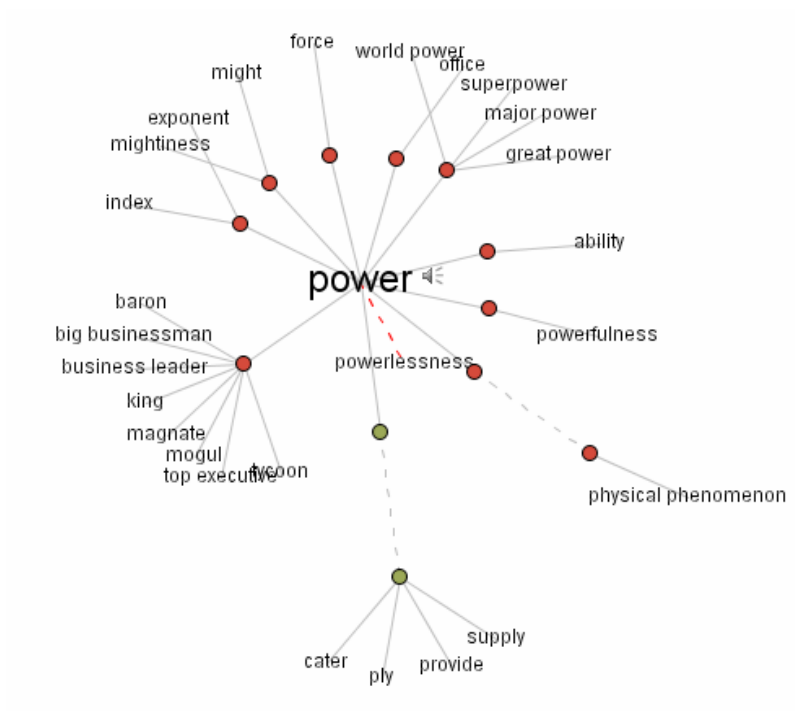 force
world power
office
might
superpower
exponent
major power
mightiness
great power
index
ability
power
baron
big businessman
powerfulness
business leader
powerlessness
king
magnate
mogul
top executive
tycoon
physical phenomenon
supply
cater
provide
ply